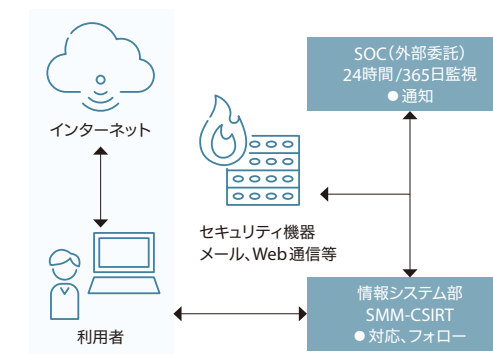 インターネット
利用者
セキュリティ機器
メール、Web通信等
SOC（外部委託）
24時間/365日監視
●通知
情報システム部
SMM-CSIRT
●対応、フォロー